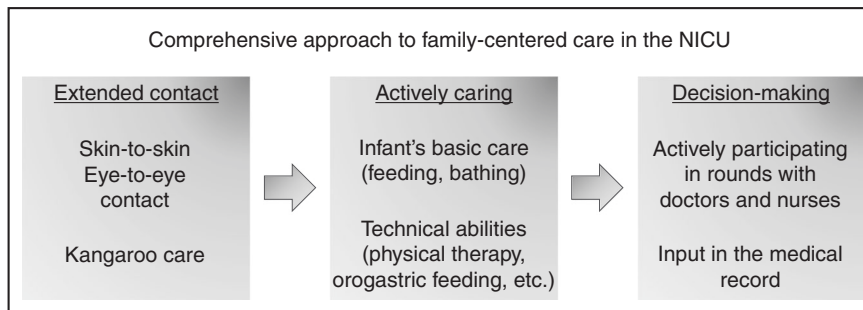 Comprehensive approach to family-centered care in the NICU
Extended contact
Skin-to-skin
Eye-to-eye
contact
Kangaroo care
Actively caring
Infant's basic care
(feeding, bathing)
Technical abilities
(physical therapy,
orogastric feeding, etc.)
Decision-making
Actively participating
in rounds with
doctors and nurses
Input in the medical
record